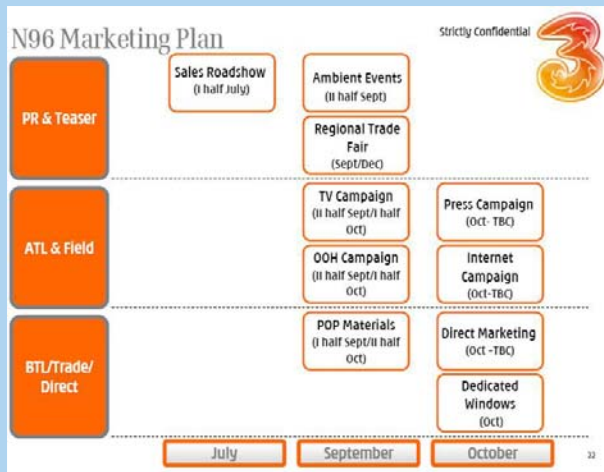 N96 Marketing Plan
Strictly Confidential
3
PR & Teaser
Sales Roadshow
(I half July)
Ambient Events
(II half Sept)
Regional Trade
Fair
(Sept/Dec)
ATL & Field
TV Campaign
(II half Sept/I half
Oct)
Press Campaign
(Oct- TBC)
OOH Campaign
(II half Sept/I half
Oct)
Internet
Campaign
(Oct-TBC)
BTL/Trade/
Direct
POP Materials
(I half Sept/II half
Oct)
Direct Marketing
(Oct -TBC)
Dedicated
Windows
(Oct)
July
September
October
22